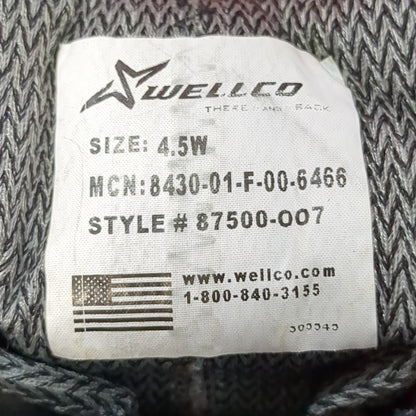 WELLCO
THERE AND BACK
SIZE: 4.5W
MCN:8430-01-F-00-6466
STYLE # 87500-OO7
www.wellco.com
1-800-840-3155